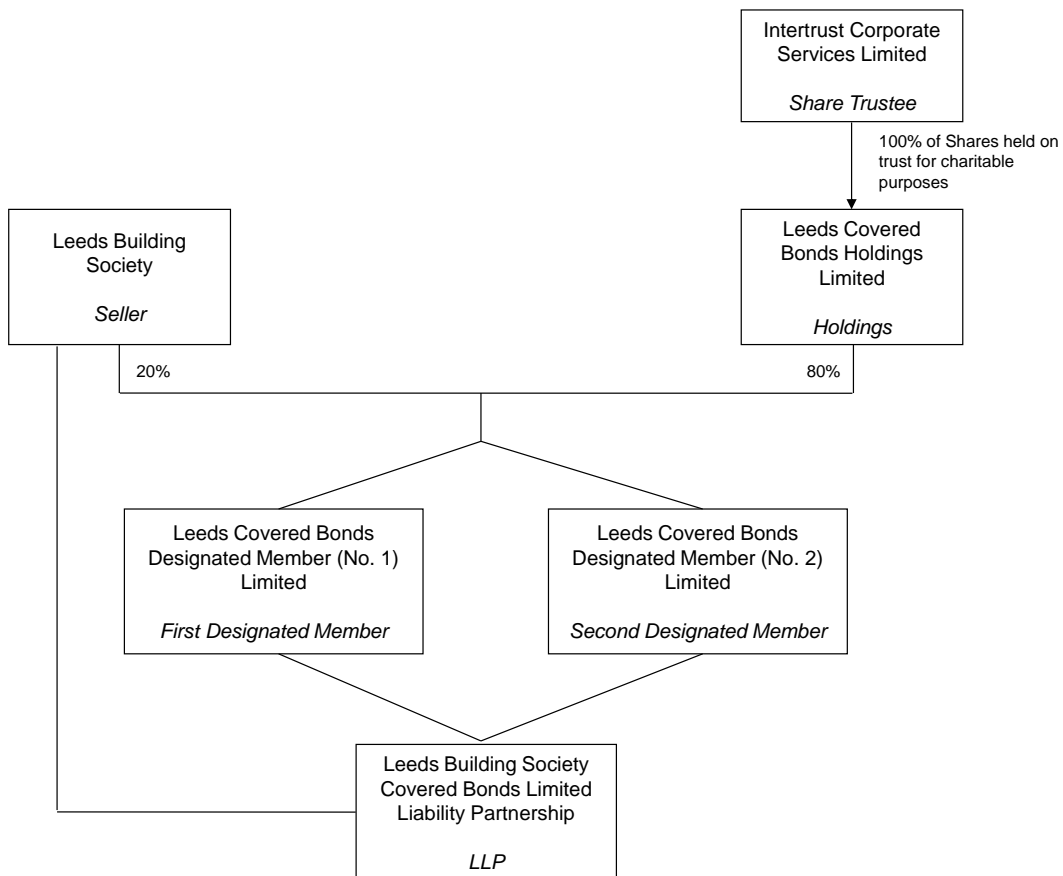 Intertrust Corporate
Services Limited
Share Trustee
100% of Shares held on
trust for charitable
purposes
Leeds Building
Society
Seller
Leeds Covered
Bonds Holdings
Limited
Holdings
20%
80%
Leeds Covered Bonds
Designated Member (No. 1)
Limited
First Designated Member
Leeds Covered Bonds
Designated Member (No. 2)
Limited
Second Designated Member
Leeds Building Society
Covered Bonds Limited
Liability Partnership
LLP